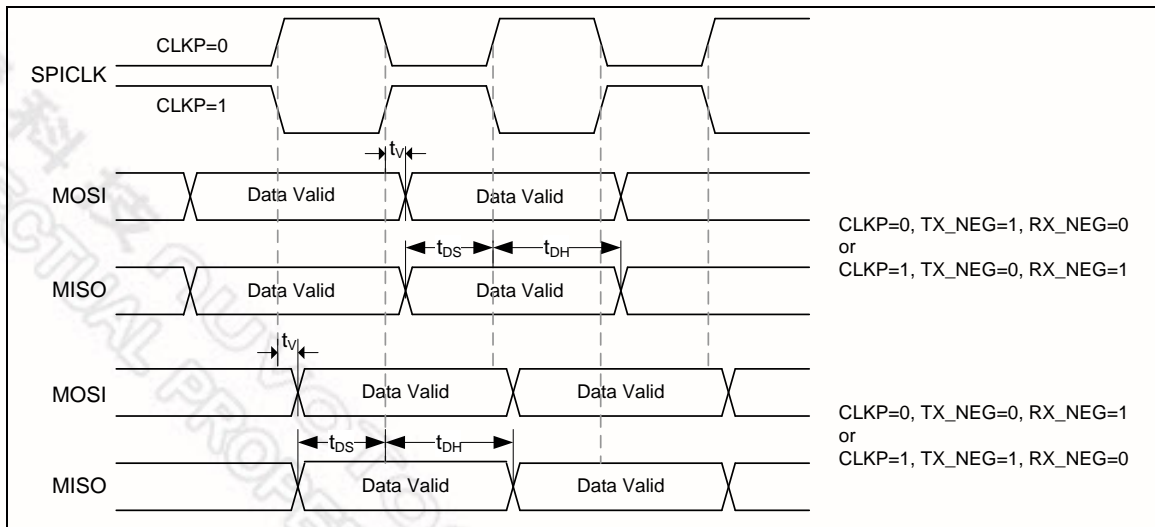 CLKP=0
SPICLK
CLKP=1
tV
MOSI Data Valid Data Valid
CLKP=0, TX_NEG=1, RX_NEG=0
or
CLKP=1, TX_NEG=0, RX_NEG=1
tDS tDH
MISO Data Valid Data Valid
tV
MOSI Data Valid Data Valid
CLKP=0, TX_NEG=0, RX_NEG=1
or
CLKP=1, TX_NEG=1, RX_NEG=0
tDS tDH
MISO Data Valid Data Valid
科技